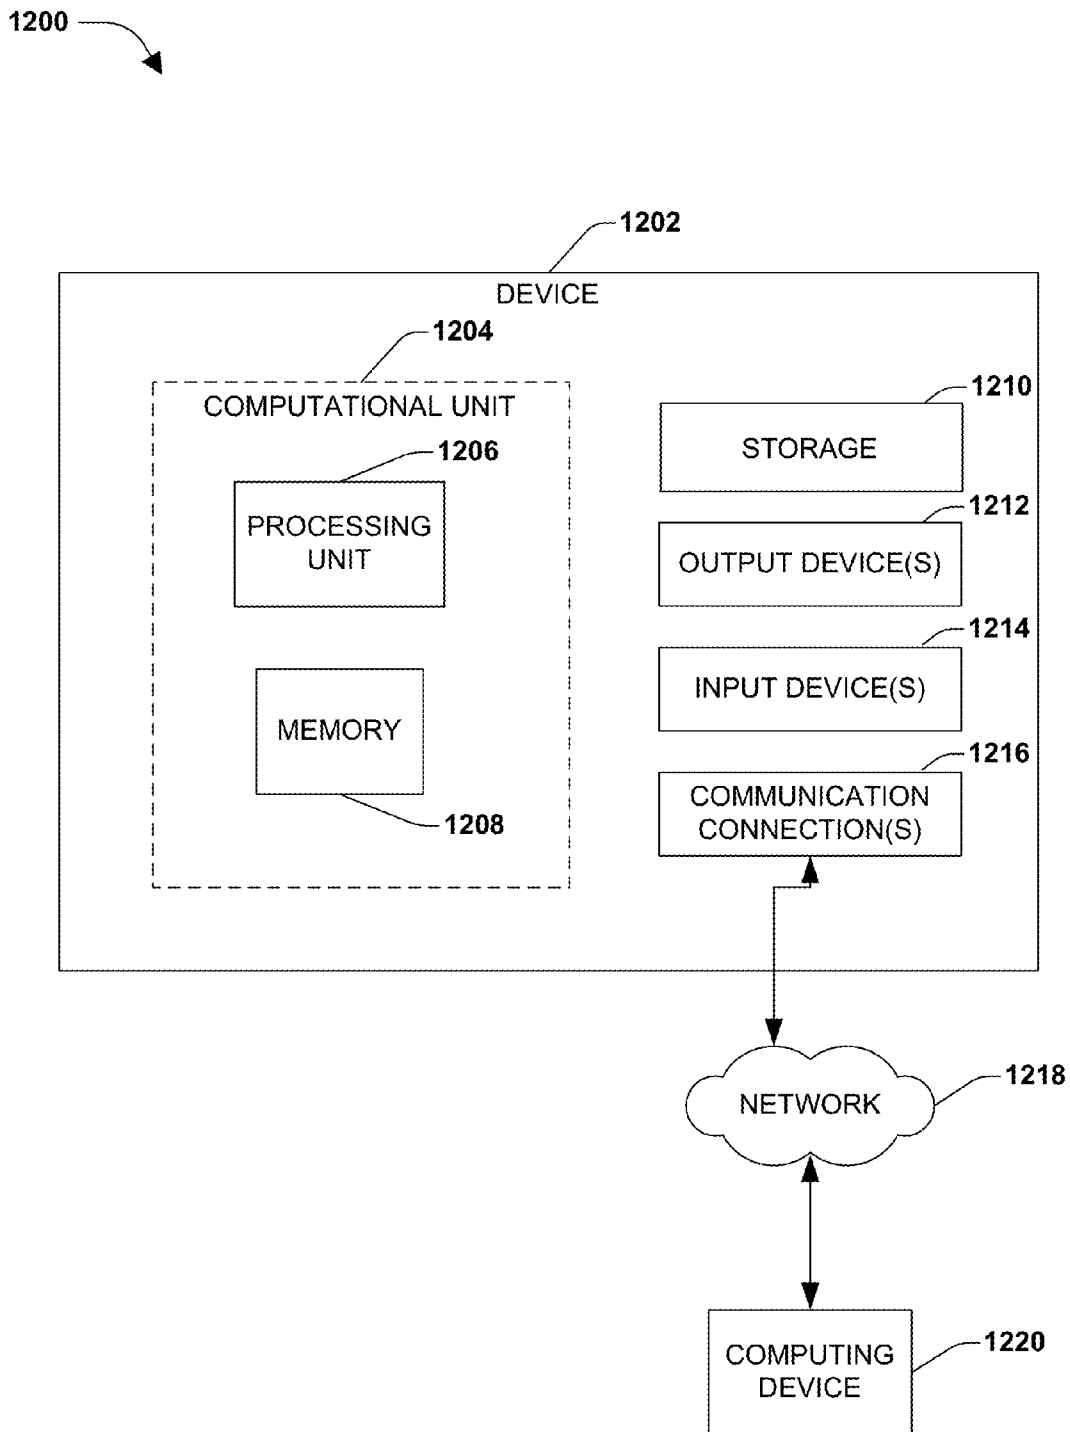 1200
1202
DEVICE
1204
COMPUTATIONAL UNIT
1206
PROCESSING
UNIT
MEMORY
1208
1210
STORAGE
1212
OUTPUT DEVICE(S)
1214
INPUT DEVICE(S)
1216
COMMUNICATION
CONNECTION(S)
1218
NETWORK
1220
COMPUTING
DEVICE